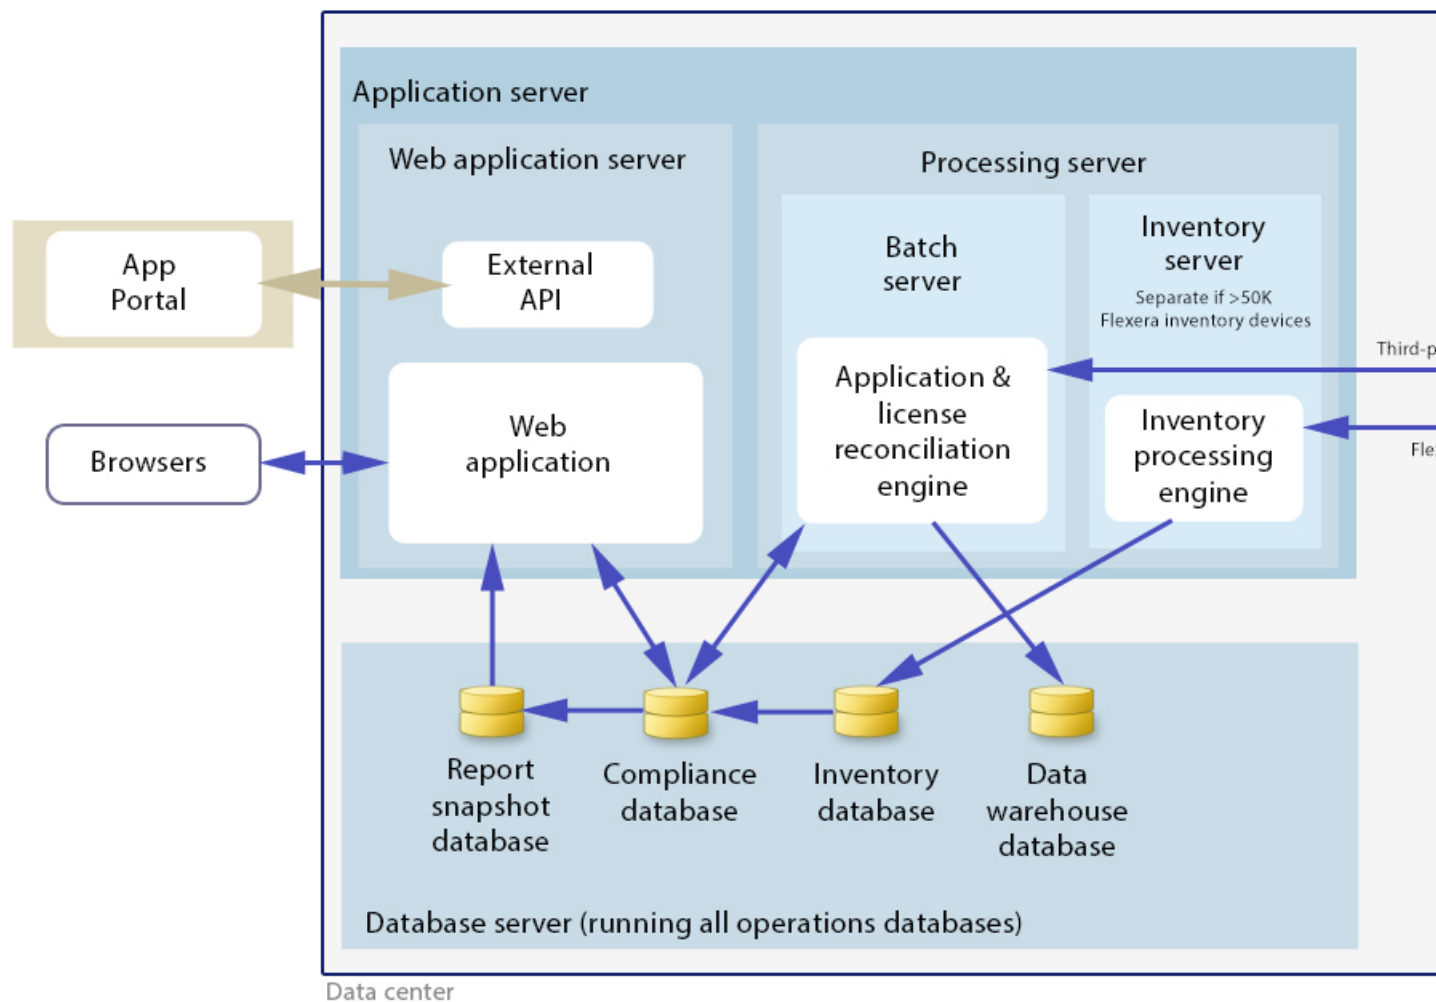 Application server
Web application server
Processing server
App
Portal
External
API
Batch
server
Inventory
server
Separate if >50K
Flexera inventory devices
Browsers
Web
application
Application &
license
reconciliation
engine
Inventory
processing
engine
Third-p
Fle
Report
snapshot
database
Compliance
database
Inventory
database
Data
warehouse
database
Database server (running all operations databases)
Data center